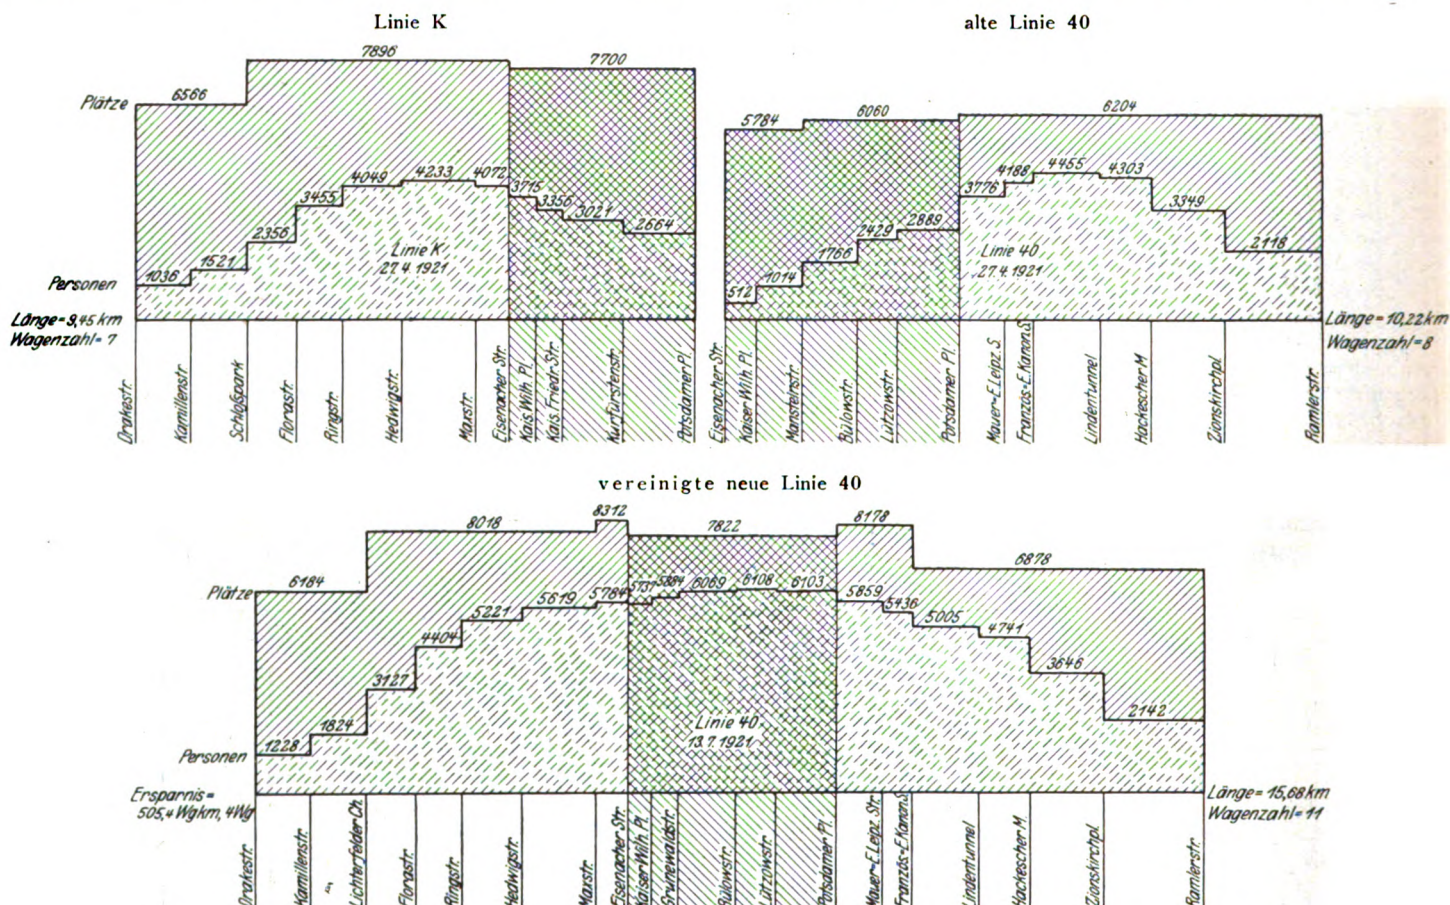 Linie K
7896
7700
6566
Plätze
4049
4233
4072
3715
3455
3356
3021
2664
2356
1521
1036
Linie K
27.4.1921
Personen
Länge=9,45 km
Wagenzahl=7
Drakestr.
Kamillenstr
Schloßpark
Florastr.
Ringstr.
Hedwigstr.
Maxstr.
Eisenacher Str.
Kais. Wilh. Pl.
Kais. Friedr. Str.
Kurfürstenstr.
Potsdamer Pl.
alte Linie 40
5784
6060
6204
512
1014
1766
2429
2889
3776
4188
4455
4303
3349
2118
Linie 40
27.4.1921
Länge=10,22km
Wagenzahl=8
Eisenacher Str.
Kaiser Wilh. Pl.
Mansteinstr.
Bülowstr.
Lützowstr.
Potsdamer Pl.
Mauer-E.Leipz.S.
Französ=E.Kanon.S.
Lindentunnel
Hackescher M
Zionskirchpl.
Ramlerstr.
vereinigte neue Linie 40
6184
8018
8312
7822
8178
6878
Plätze
1228
1824
3127
4404
5221
5619
5784
5737
5884
6069
6108
6103
5859
5436
5005
4741
3646
2142
Linie 40
13.7.1921
Personen
Ersparnis=
505,4 Wgkm, 4Wg
Länge=15,68 km
Wagenzahl=11
Drakestr.
Kamillenstr.
Lichterfelder Ch.
Florastr.
Ringstr.
Hedwigstr.
Maxstr.
Eisenacher Str.
Kaiser Wilh. Pl.
Grunewaldstr.
Bülowstr.
Lützowstr.
Potsdamer Pl.
Mauer=E.Leipz. Str.
Französ=E.Kanon.S.
Lindentunnel
Hackescher M.
Zionskirchpl.
Ramlerstr.